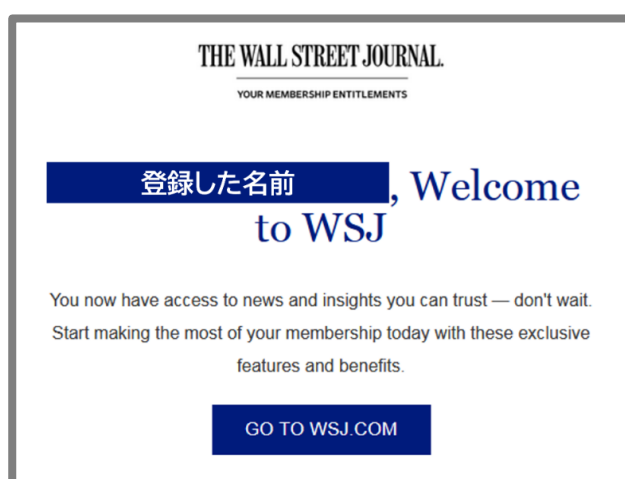 THE WALL STREET JOURNAL.
YOUR MEMBERSHIP ENTITLEMENTS
登録した名前, Welcome
to WSJ
You now have access to news and insights you can trust — don't wait.
Start making the most of your membership today with these exclusive
features and benefits.
GO TO WSJ.COM